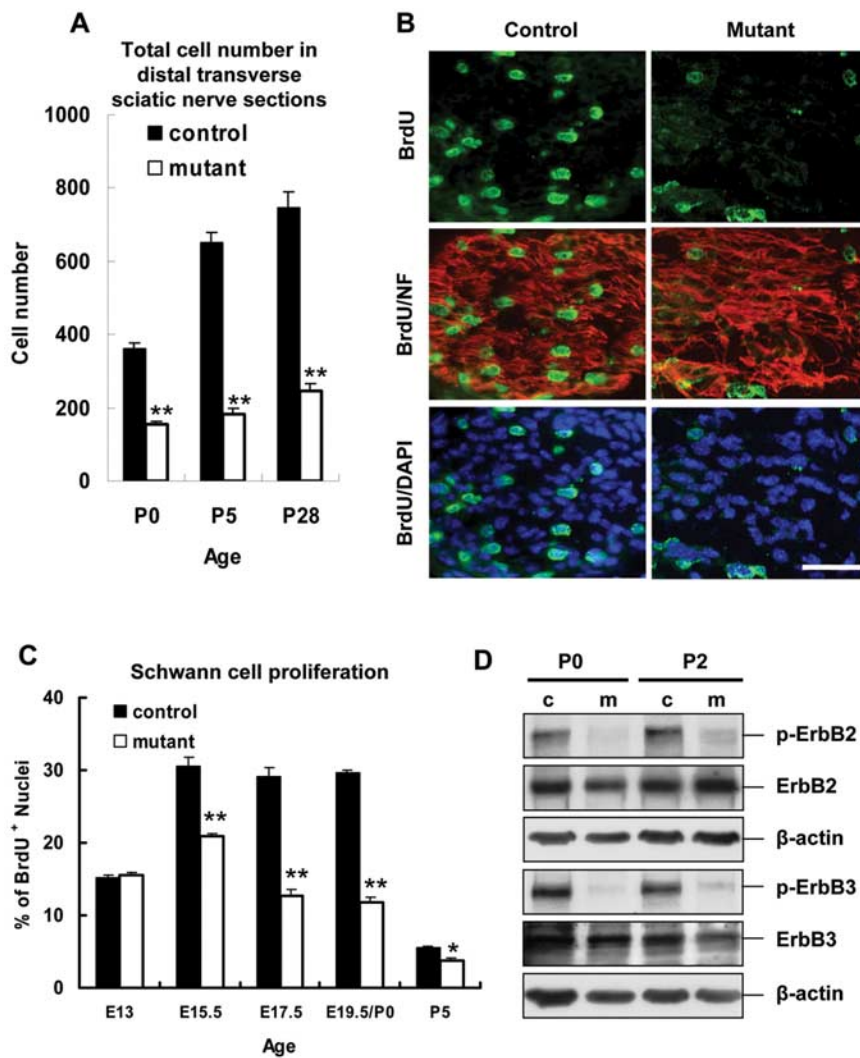 A
Total cell number in
distal transverse
sciatic nerve sections
1000
800
600
400
200
0
control
mutant
Cell number
**
**
**
P0 P5 P28
Age
B
Control Mutant
BrdU
BrdU/NF
BrdU/DAPI
C
Schwann cell proliferation
40
30
20
10
0
control
mutant
% of BrdU + Nuclei
**
**
**
*
E13 E15.5 E17.5 E19.5/P0 P5
Age
D
P0 P2
c m c m
p-ErbB2
ErbB2
β-actin
p-ErbB3
ErbB3
β-actin